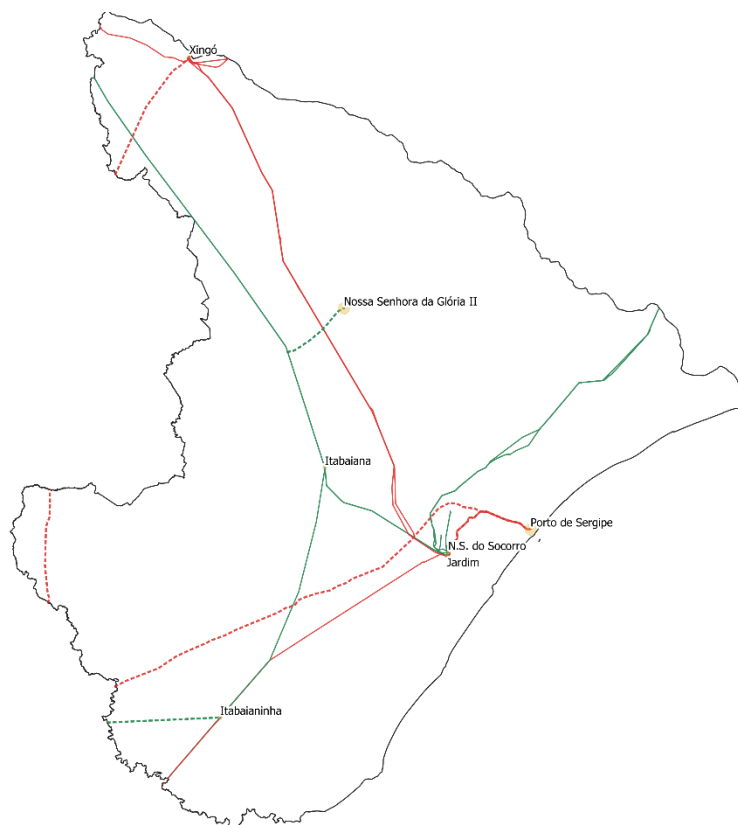 Xingó
Nossa Senhora da Glória II
Itabaiana
Porto de Sergipe
N.S. do Socorro
Jardim
Itabaianinha